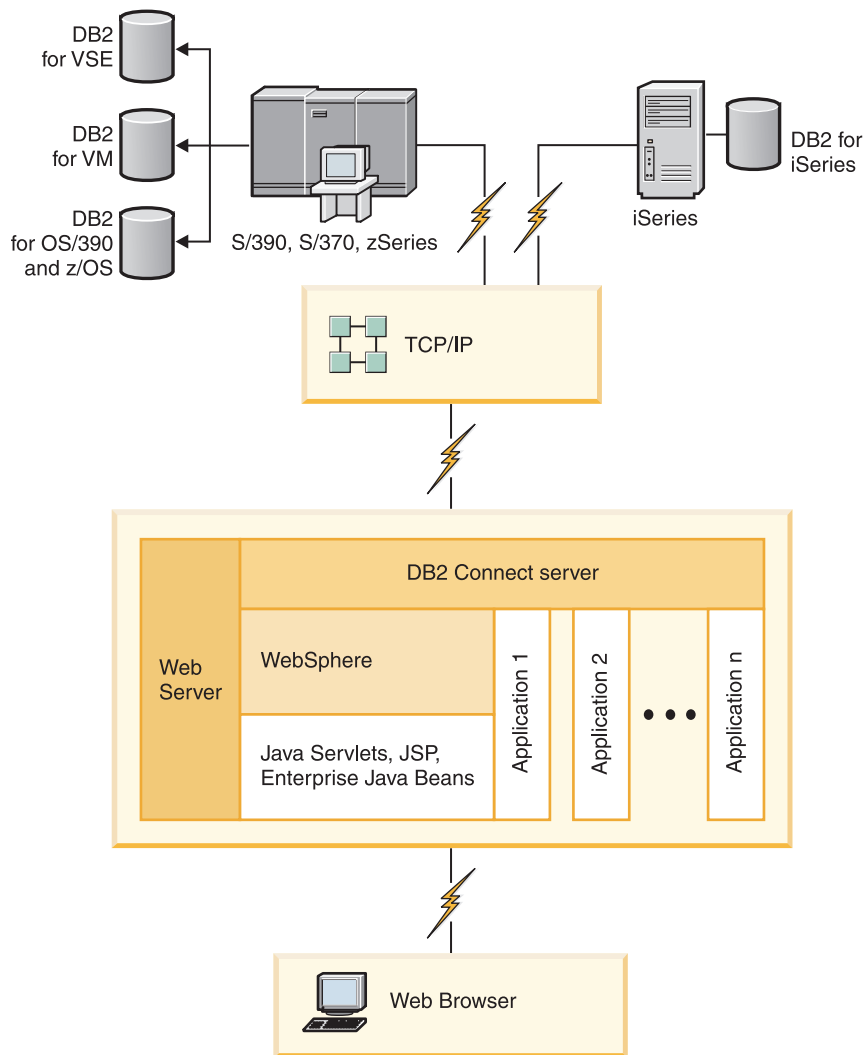 DB2
for VSE
DB2
for VM
DB2
for OS/390
and z/OS
S/390, S/370, zSeries
iSeries
DB2 for
iSeries
TCP/IP
DB2 Connect server
Web
Server
WebSphere
Java Servlets, JSP,
Enterprise Java Beans
Application 1
Application 2
Application n
Web Browser